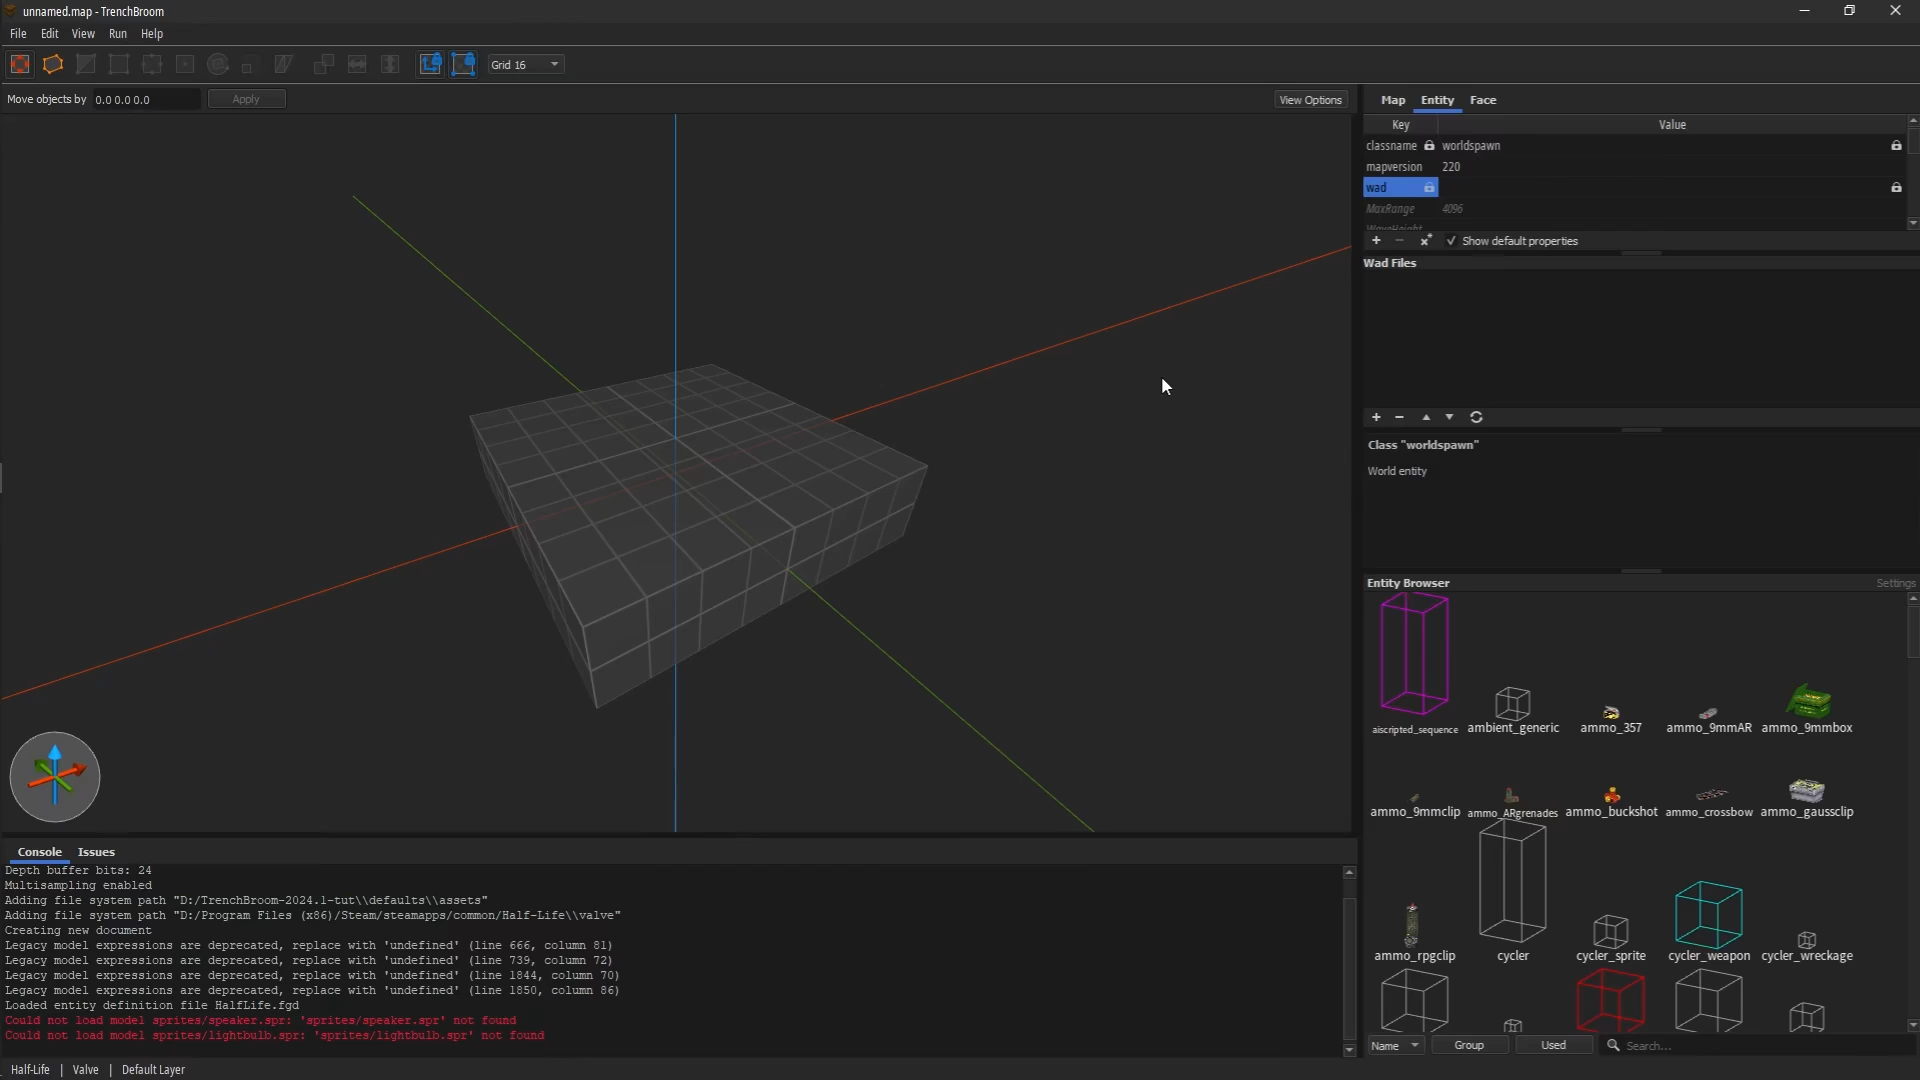 unnamed.map - TrenchBroom
File Edit View Run Help
Grid 16
Move objects by 0.0 0.0 0.0 Apply View Options
Map Entity Face
Key Value
classname worldspawn
mapversion 220
wad
MaxRange 4096
WaveHeight
Show default properties
Wad Files
Class "worldspawn"
World entity
Entity Browser Settings
aiscripted_sequence ambient_generic ammo_357 ammo_9mmAR ammo_9mmbox
ammo_9mmclip ammo_ARgrenades ammo_buckshot ammo_crossbow ammo_gaussclip
ammo_rpgclip cycler cycler_sprite cycler_weapon cycler_wreckage
Name Group Used Search...
Console Issues
Depth buffer bits: 24
Multisampling enabled
Adding file system path "D:/TrenchBroom-2024.1-tut\\defaults\\assets"
Adding file system path "D:/Program Files (x86)/Steam/steamapps/common/Half-Life\\valve"
Creating new document
Legacy model expressions are deprecated, replace with 'undefined' (line 666, column 81)
Legacy model expressions are deprecated, replace with 'undefined' (line 739, column 72)
Legacy model expressions are deprecated, replace with 'undefined' (line 1844, column 70)
Legacy model expressions are deprecated, replace with 'undefined' (line 1850, column 86)
Loaded entity definition file HalfLife.fgd
Could not load model sprites/speaker.spr: 'sprites/speaker.spr' not found
Could not load model sprites/lightbulb.spr: 'sprites/lightbulb.spr' not found
Half-Life | Valve | Default Layer